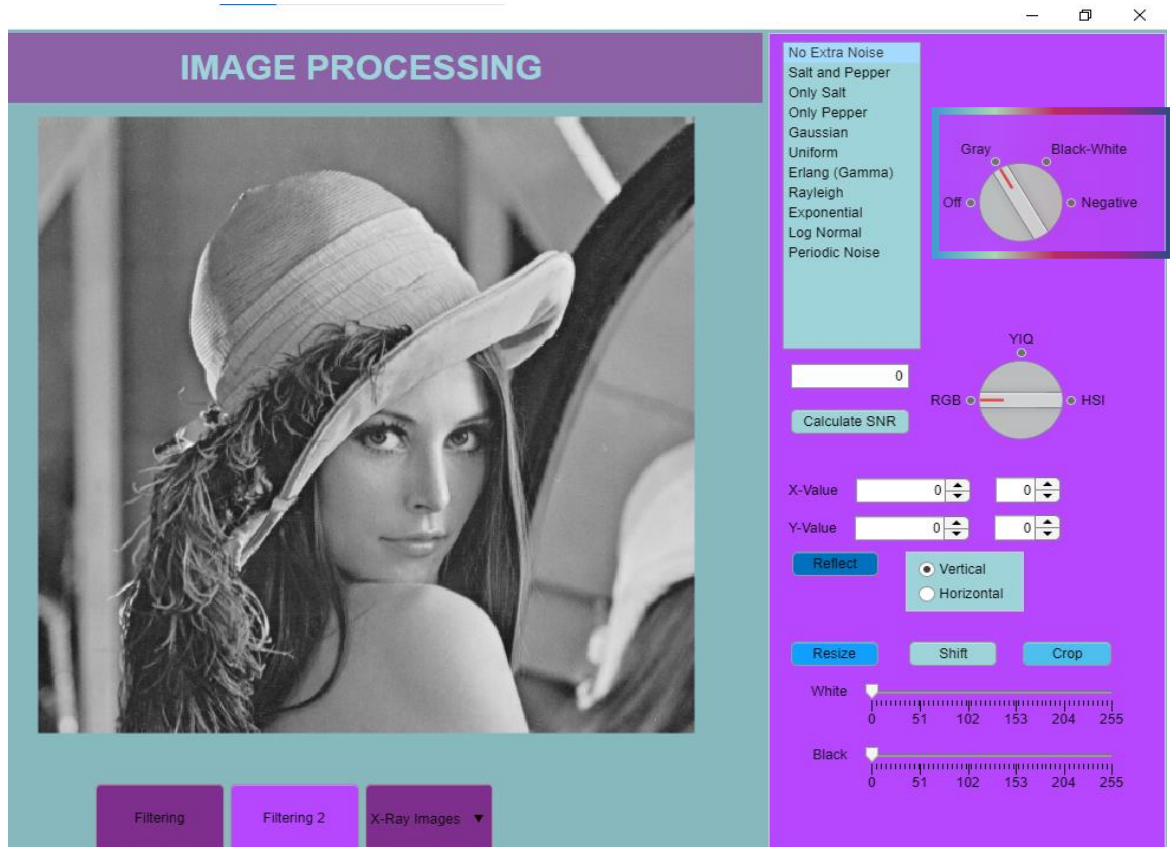 IMAGE PROCESSING
No Extra Noise
Salt and Pepper
Only Salt
Only Pepper
Gaussian
Uniform
Erlang (Gamma)
Rayleigh
Exponential
Log Normal
Periodic Noise
Gray Black-White
Off Negative
YIQ
RGB HSI
0
Calculate SNR
X-Value 0 0
Y-Value 0 0
Reflect
Vertical
Horizontal
Resize Shift Crop
White
0 51 102 153 204 255
Black
0 51 102 153 204 255
Filtering Filtering 2 X-Ray Images